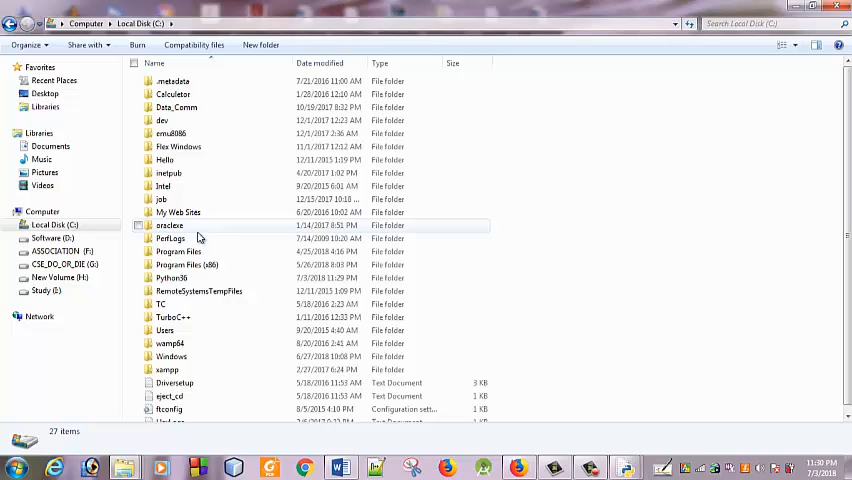 Computer Local Disk (C:) Search Local Disk (C:)
Organize Share with Burn Compatibility files New folder
Name Date modified Type Size
Favorites
Recent Places
Desktop
Libraries
Libraries
Documents
Music
Pictures
Videos
Computer
Local Disk (C:)
Software (D:)
ASSOCIATION (F:)
CSE_DO_OR_DIE (G:)
New Volume (H:)
Study (I:)
Network
.metadata 7/21/2016 11:00 AM File folder
Calculetor 1/28/2016 12:10 AM File folder
Data_Comm 10/19/2017 8:32 PM File folder
dev 12/1/2017 12:23 AM File folder
emu8086 12/1/2017 2:36 AM File folder
Flex Windows 11/1/2017 12:12 AM File folder
Hello 12/11/2015 1:19 PM File folder
inetpub 4/20/2017 1:02 PM File folder
Intel 9/20/2015 6:01 AM File folder
job 12/5/2017 10:18 ... File folder
My Web Sites 6/20/2016 10:02 AM File folder
oraclexe 1/14/2017 8:51 PM File folder
PerfLogs 7/14/2009 10:20 AM File folder
Program Files 4/25/2018 4:16 PM File folder
Program Files (x86) 5/26/2018 8:03 PM File folder
Python36 7/3/2018 11:29 PM File folder
RemoteSystemsTempFiles 12/11/2015 1:09 PM File folder
TC 5/18/2016 2:23 AM File folder
TurboC++ 1/11/2016 12:33 PM File folder
Users 9/20/2015 4:40 AM File folder
wamp64 8/20/2016 2:41 AM File folder
Windows 6/27/2018 10:08 PM File folder
xampp 2/27/2017 6:24 PM File folder
Driversetup 5/18/2016 11:53 AM Text Document 3 KB
eject_cd 5/18/2016 11:53 AM Text Document 1 KB
ftconfig 8/5/2015 4:10 PM Configuration sett... 1 KB
27 items
11:30 PM
7/3/2018